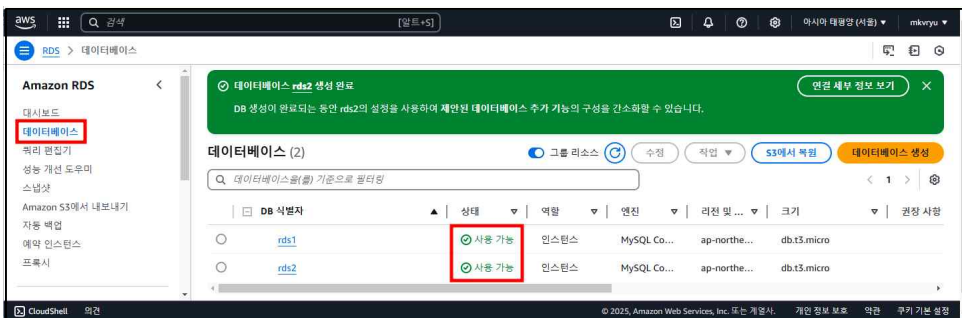 aws 검색 [알트+S] 아시아 태평양 (서울) ▼ mkvryu ▼
RDS > 데이터베이스
Amazon RDS
대시보드
데이터베이스
쿼리 편집기
성능 개선 도우미
스냅샷
Amazon S3에서 내보내기
자동 백업
예약 인스턴스
프록시
데이터베이스 rds2 생성 완료
연결 세부 정보 보기
DB 생성이 완료되는 동안 rds2의 설정을 사용하여 제안된 데이터베이스 추가 기능의 구성을 간소화할 수 있습니다.
데이터베이스 (2) 그룹 리소스 수정 작업 ▼ S3에서 복원 데이터베이스 생성
데이터베이스을(를) 기준으로 필터링 < 1 >
DB 식별자 ▲ 상태 ▼ 역할 ▼ 엔진 ▼ 리전 및 ... ▼ 크기 ▼ 권장 사항
rds1 사용 가능 인스턴스 MySQL Co... ap-northe... db.t3.micro
rds2 사용 가능 인스턴스 MySQL Co... ap-northe... db.t3.micro
CloudShell 의견 © 2025, Amazon Web Services, Inc. 또는 계열사. 개인 정보 보호 약관 쿠키 기본 설정